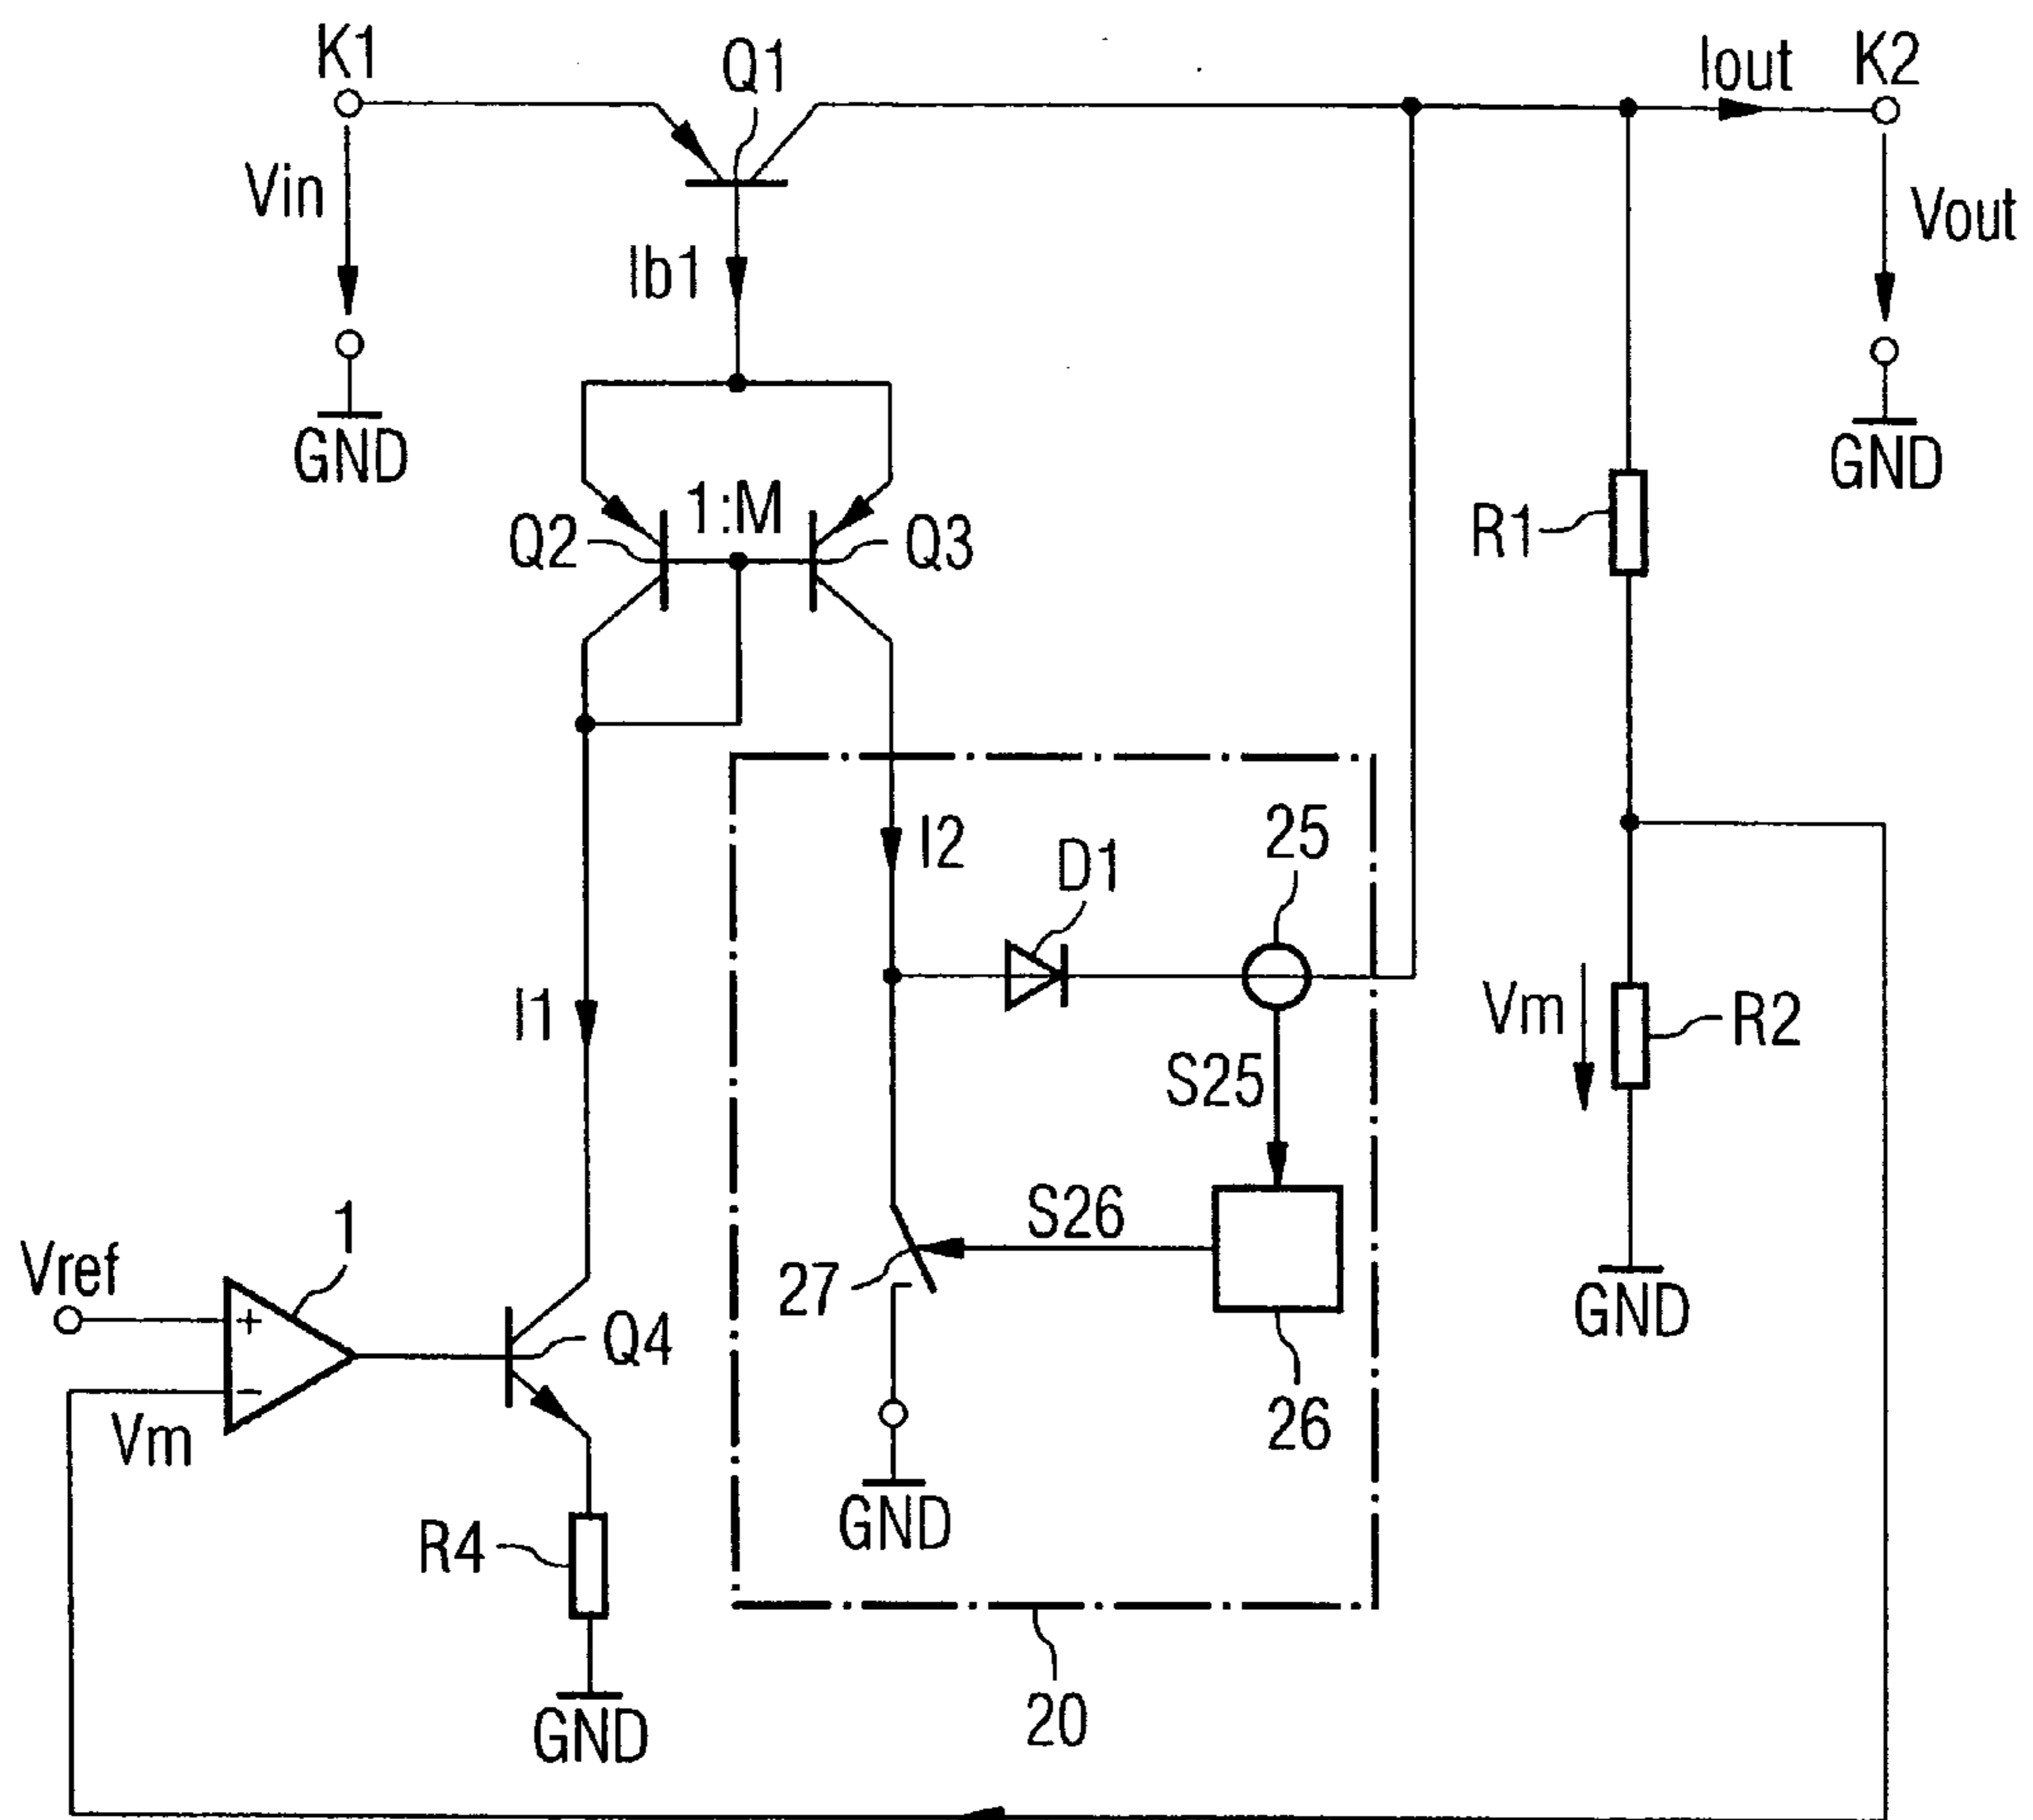 K1
Q1
Iout
K2
Vin
Ib1
Vout
GND
GND
1:M
Q2
Q3
R1
I2
25
D1
I1
Vm
R2
S25
1
S26
Vref
27
+
Q4
GND
−
Vm
26
R4
GND
20
GND